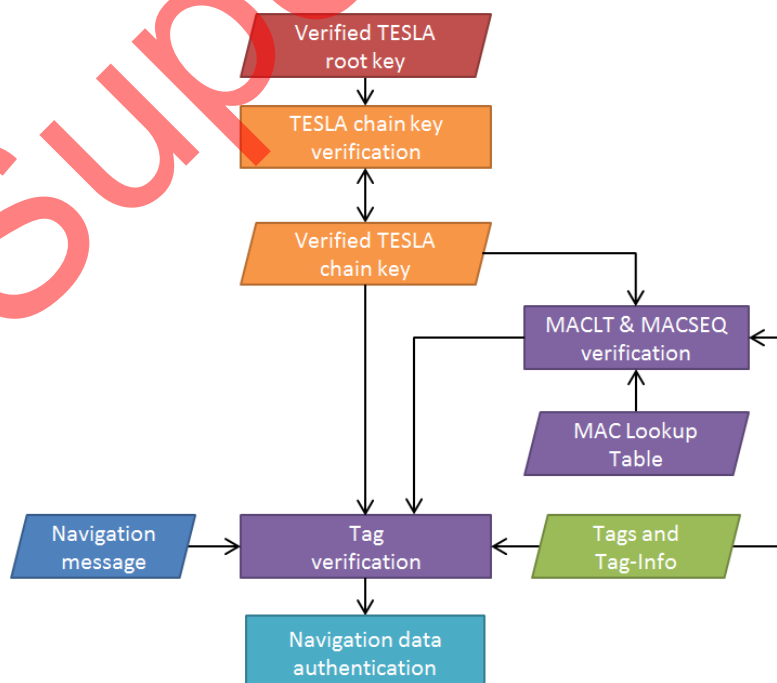 Verified TESLA
root key
TESLA chain key
verification
Verified TESLA
chain key
MACLT & MACSEQ
verification
MAC Lookup
Table
Navigation
message
Tag
verification
Tags and
Tag-Info
Navigation data
authentication